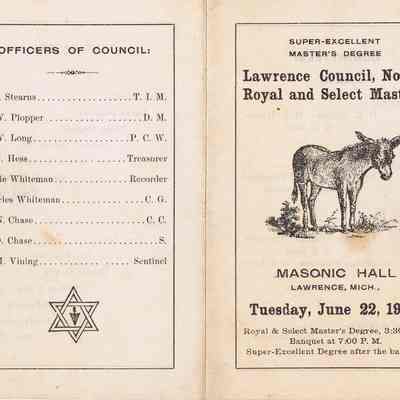 OFFICERS OF COUNCIL:
Stearns....................T. I. M.
Plopper....................D. M.
Long....................P. C. W.
Hess....................Treasurer
Whiteman....................Recorder
Whiteman....................C. G.
Chase....................C. C.
Chase....................S.
Vining....................Sentinel
SUPER-EXCELLENT
MASTER'S DEGREE
Lawrence Council, No
Royal and Select Mast
MASONIC HALL
LAWRENCE, MICH.,
Tuesday, June 22, 19
Royal & Select Master's Degree, 3:3
Banquet at 7:00 P. M.
Super-Excellent Degree after the ba